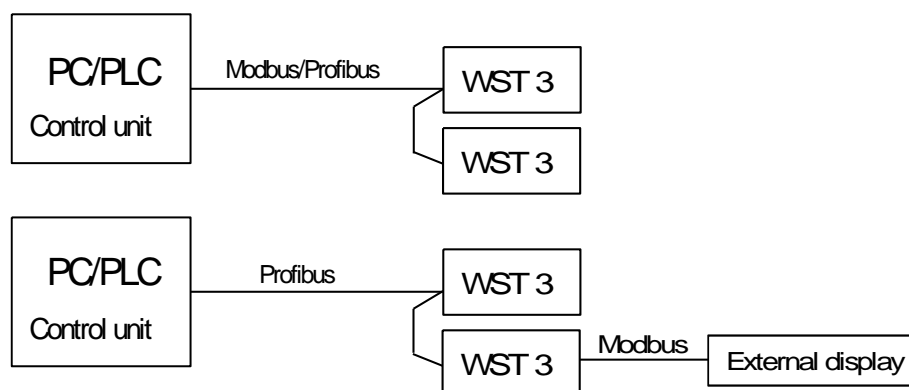 PC/PLC
Control unit
Modbus/Profibus
WST 3
WST 3
PC/PLC
Control unit
Profibus
WST 3
WST 3
Modbus
External display